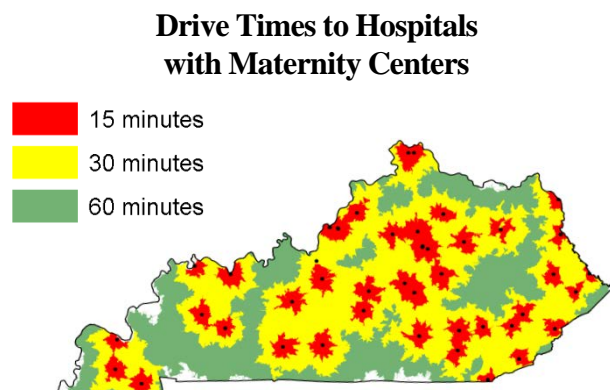 Drive Times to Hospitals
with Maternity Centers
15 minutes
30 minutes
60 minutes